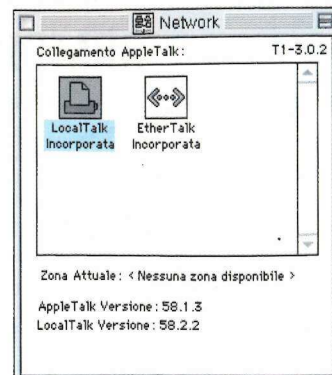 Network
Collegamento AppleTalk: T1-3.0.2
LocalTalk Incorporata
EtherTalk Incorporata
Zona Attuale: < Nessuna zona disponibile >
AppleTalk Versione: 58.1.3
LocalTalk Versione: 58.2.2